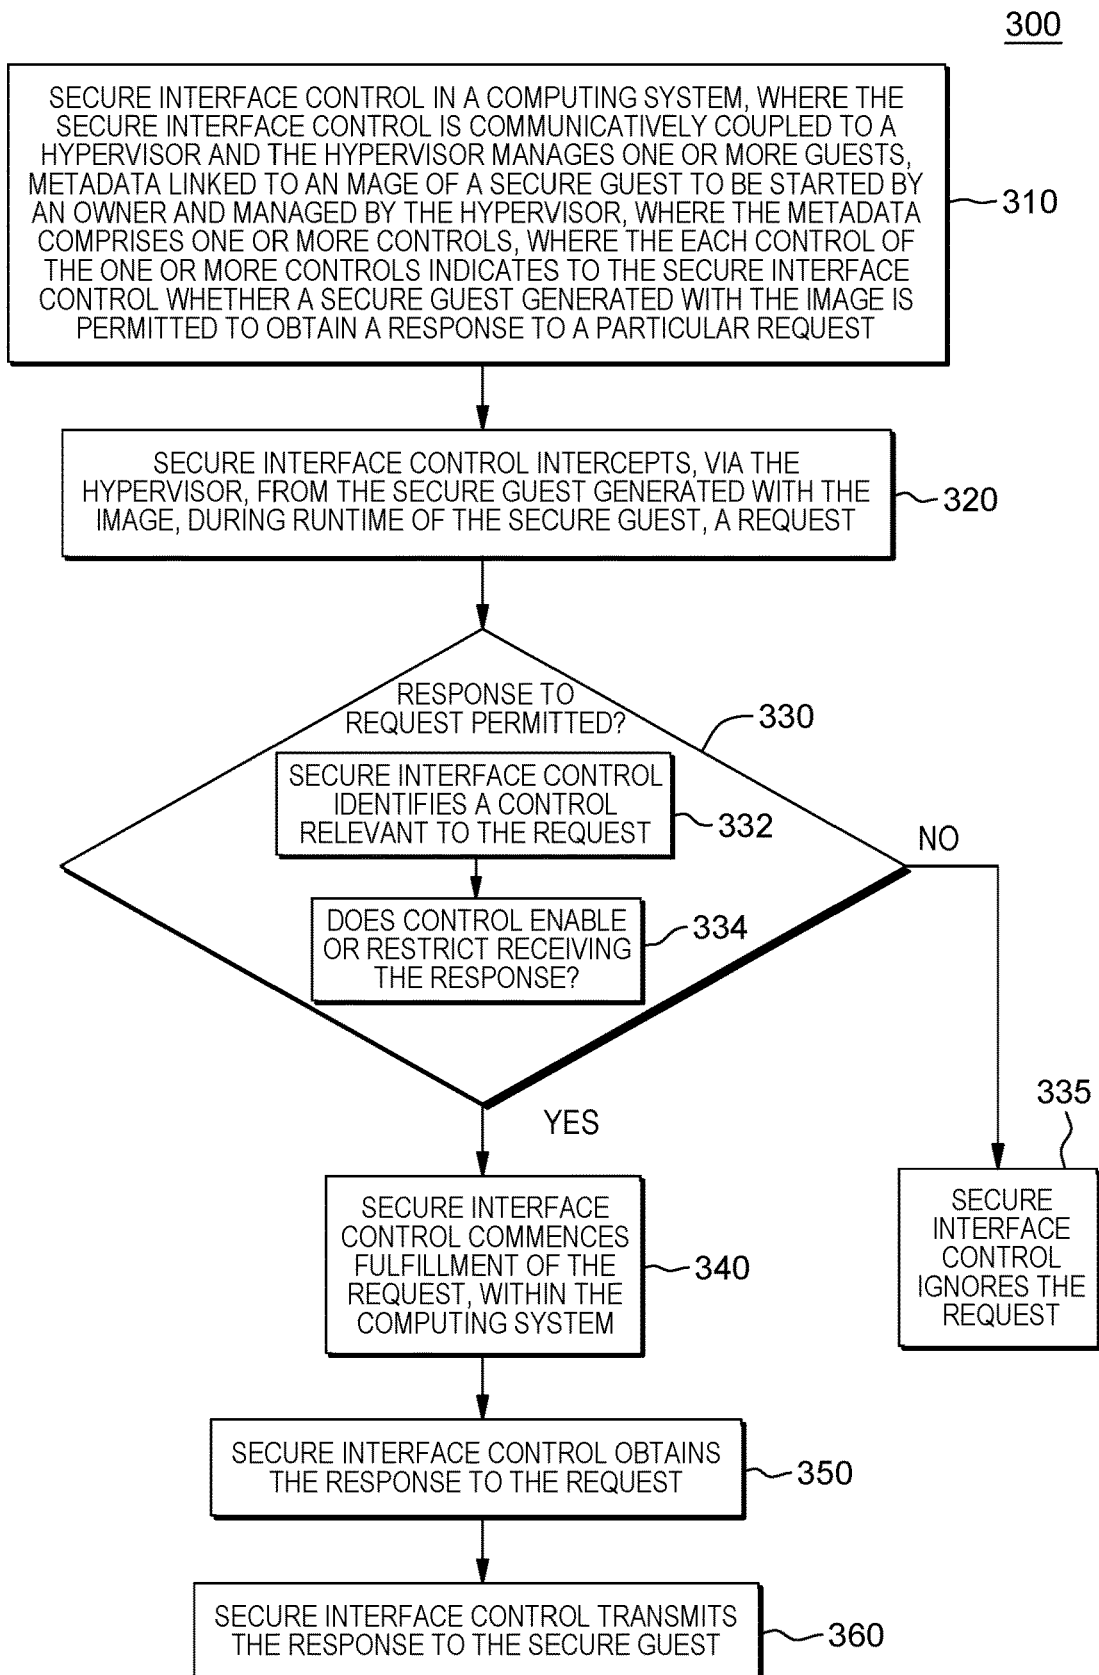 300
SECURE INTERFACE CONTROL IN A COMPUTING SYSTEM, WHERE THE
SECURE INTERFACE CONTROL IS COMMUNICATIVELY COUPLED TO A
HYPERVISOR AND THE HYPERVISOR MANAGES ONE OR MORE GUESTS,
METADATA LINKED TO AN MAGE OF A SECURE GUEST TO BE STARTED BY
AN OWNER AND MANAGED BY THE HYPERVISOR, WHERE THE METADATA
COMPRISES ONE OR MORE CONTROLS, WHERE THE EACH CONTROL OF
THE ONE OR MORE CONTROLS INDICATES TO THE SECURE INTERFACE
CONTROL WHETHER A SECURE GUEST GENERATED WITH THE IMAGE IS
PERMITTED TO OBTAIN A RESPONSE TO A PARTICULAR REQUEST
310
SECURE INTERFACE CONTROL INTERCEPTS, VIA THE
HYPERVISOR, FROM THE SECURE GUEST GENERATED WITH THE
IMAGE, DURING RUNTIME OF THE SECURE GUEST, A REQUEST
320
RESPONSE TO
REQUEST PERMITTED?
330
SECURE INTERFACE CONTROL
IDENTIFIES A CONTROL
RELEVANT TO THE REQUEST
332
NO
DOES CONTROL ENABLE
OR RESTRICT RECEIVING
THE RESPONSE?
334
YES
335
SECURE
INTERFACE
CONTROL
IGNORES THE
REQUEST
SECURE INTERFACE
CONTROL COMMENCES
FULFILLMENT OF THE
REQUEST, WITHIN THE
COMPUTING SYSTEM
340
SECURE INTERFACE CONTROL OBTAINS
THE RESPONSE TO THE REQUEST
350
SECURE INTERFACE CONTROL TRANSMITS
THE RESPONSE TO THE SECURE GUEST
360